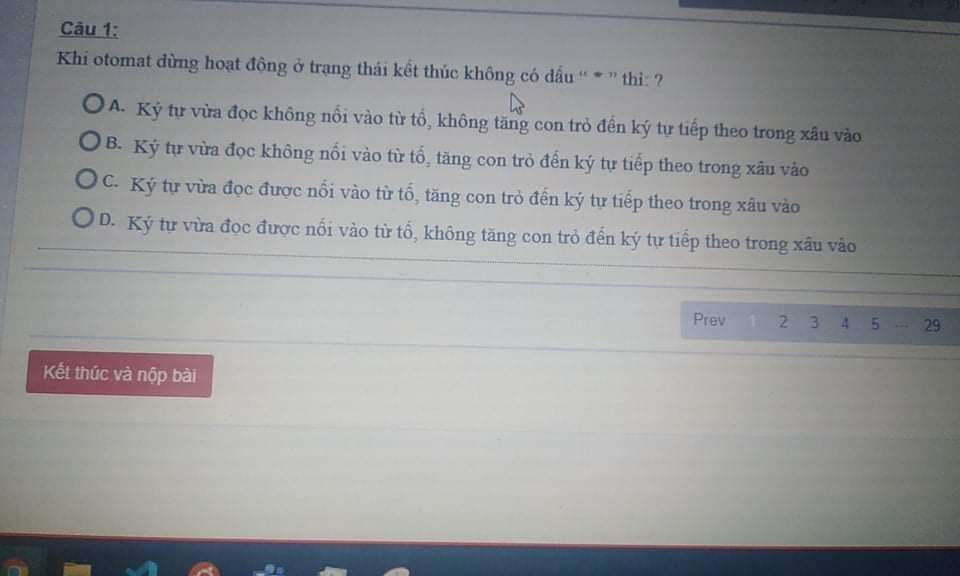 Câu 1:
Khi otomat dừng hoạt động ở trạng thái kết thúc không có dấu “ * ” thì: ?
A. Ký tự vừa đọc không nối vào từ tố, không tăng con trỏ đến ký tự tiếp theo trong xâu vào
B. Ký tự vừa đọc không nối vào từ tố, tăng con trỏ đến ký tự tiếp theo trong xâu vào
C. Ký tự vừa đọc được nối vào từ tố, tăng con trỏ đến ký tự tiếp theo trong xâu vào
D. Ký tự vừa đọc được nối vào từ tố, không tăng con trỏ đến ký tự tiếp theo trong xâu vào
Prev 1 2 3 4 5 ... 29
Kết thúc và nộp bài